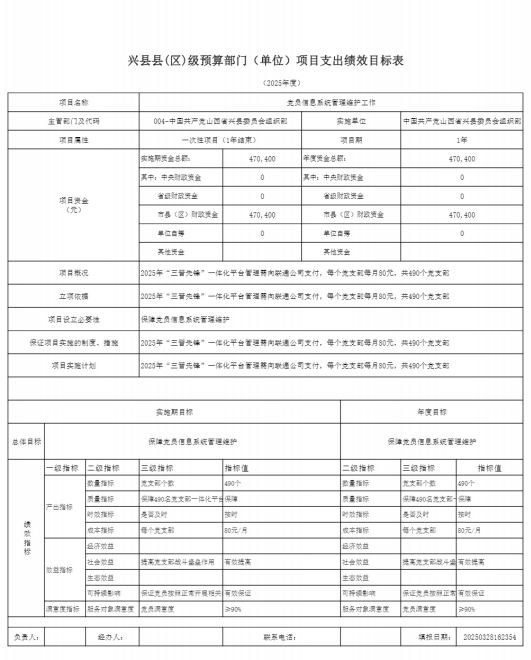 兴县县(区)级预算部门（单位）项目支出绩效目标表
（2025年度）
项目名称 党员信息系统管理维护工作
主管部门及代码 004-中国共产党山西省兴县委员会组织部 实施单位 中国共产党山西省兴县委员会组织部
项目属性 一次性项目（1年结束） 项目期 1年
项目资金（元） 实施期资金总额： 470,400 年度资金总额： 470,400
其中：中央财政资金 0 其中：中央财政资金 0
省级财政资金 0 省级财政资金 0
市县（区）财政资金 470,400 市县（区）财政资金 470,400
单位自筹 0 单位自筹 0
其他资金 其他资金
项目概况 2025年“三晋先锋”一体化平台管理需向联通公司支付，每个党支部每月80元，共490个党支部
立项依据 2025年“三晋先锋”一体化平台管理需向联通公司支付，每个党支部每月80元，共490个党支部
项目设立必要性 保障党员信息系统管理维护
保证项目实施的制度、措施 2025年“三晋先锋”一体化平台管理需向联通公司支付，每个党支部每月80元，共490个党支部
项目实施计划 2025年“三晋先锋”一体化平台管理需向联通公司支付，每个党支部每月80元，共490个党支部
实施期目标 年度目标
总体目标 保障党员信息系统管理维护 保障党员信息系统管理维护
绩效指标 一级指标 二级指标 三级指标 指标值 二级指标 三级指标 指标值
产出指标 数量指标 党支部个数 490个 数量指标 党支部个数 490个
质量指标 保障490名党支部一体化平台 保障 质量指标 保障490名党支部一 保障
时效指标 是否及时 按时 时效指标 是否及时 按时
成本指标 每个党支部 80元/月 成本指标 每个党支部 80元/月
效益指标 经济效益 经济效益
社会效益 提高党支部战斗堡垒作用 有效提高 社会效益 提高党支部战斗堡垒 有效提高
生态效益 生态效益
可持续影响 保证党员按照正常开展相关 有效保证 可持续影响 保证党员按照正常 有效保证
满意度指标 服务对象满意度 党员满意度 ≥90% 服务对象满意度 党员满意度 ≥90%
负责人： 经办人： 联系电话： 填报日期： 20250328162354